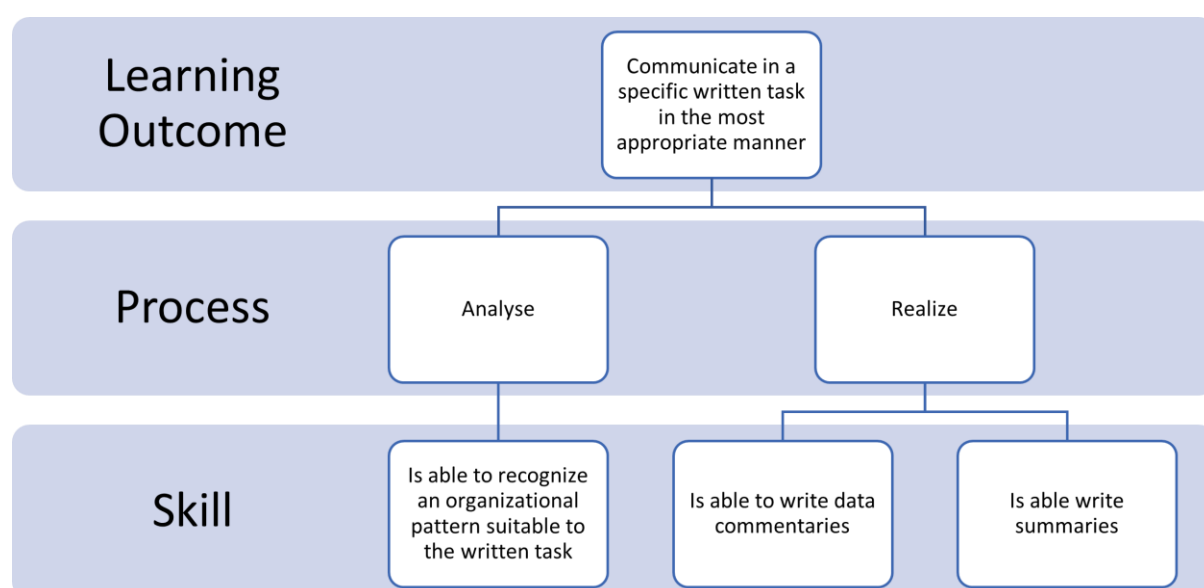 Learning
Outcome
Communicate in a
specific written task
in the most
appropriate manner
Process
Analyse
Realize
Skill
Is able to recognize
an organizational
pattern suitable to
the written task
Is able to write data
commentaries
Is able write
summaries